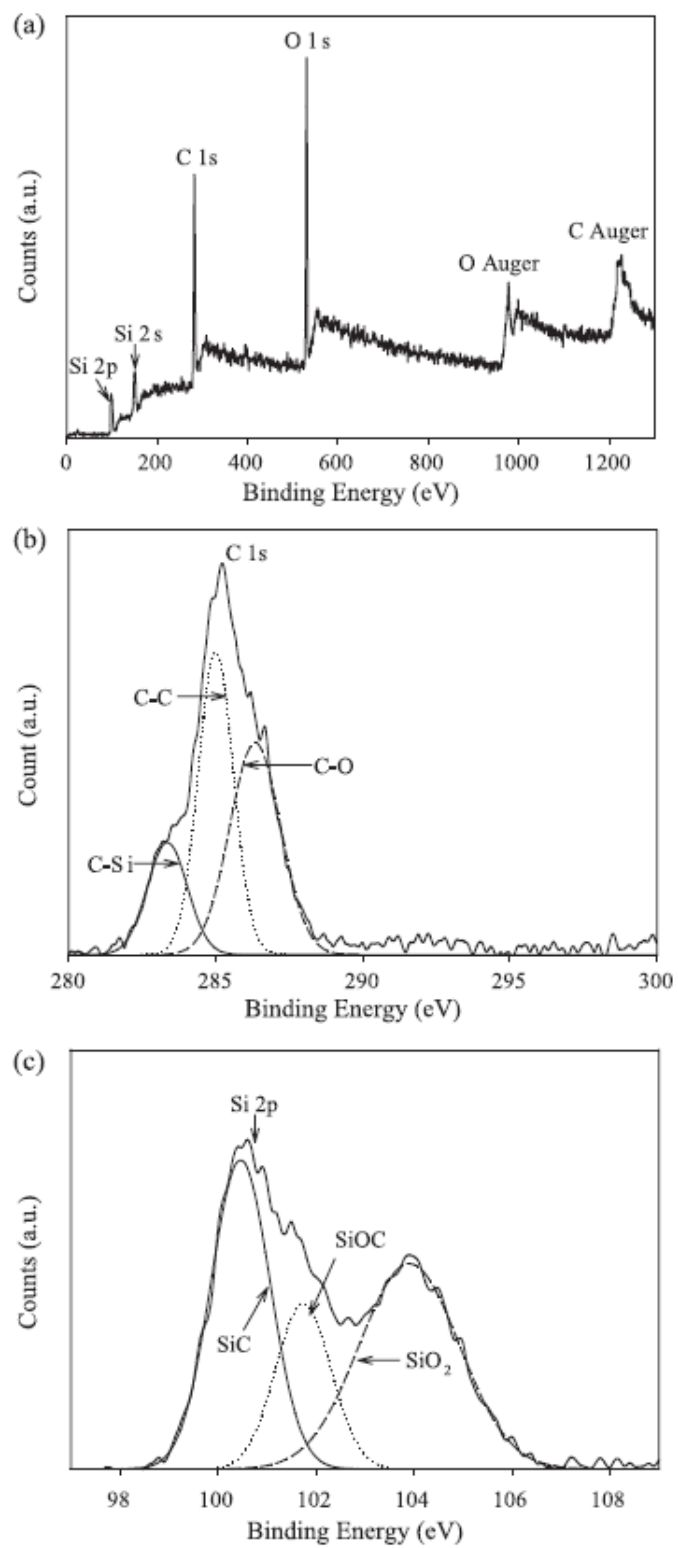 (a)
O 1s
C 1s
C Auger
O Auger
Si 2s
Si 2p
Counts (a.u.)
0 200 400 600 800 1000 1200
Binding Energy (eV)
(b)
C 1s
C-C
C-O
C-Si
Count (a.u.)
280 285 290 295 300
Binding Energy (eV)
(c)
Si 2p
SiOC
SiC
SiO₂
Counts (a.u.)
98 100 102 104 106 108
Binding Energy (eV)